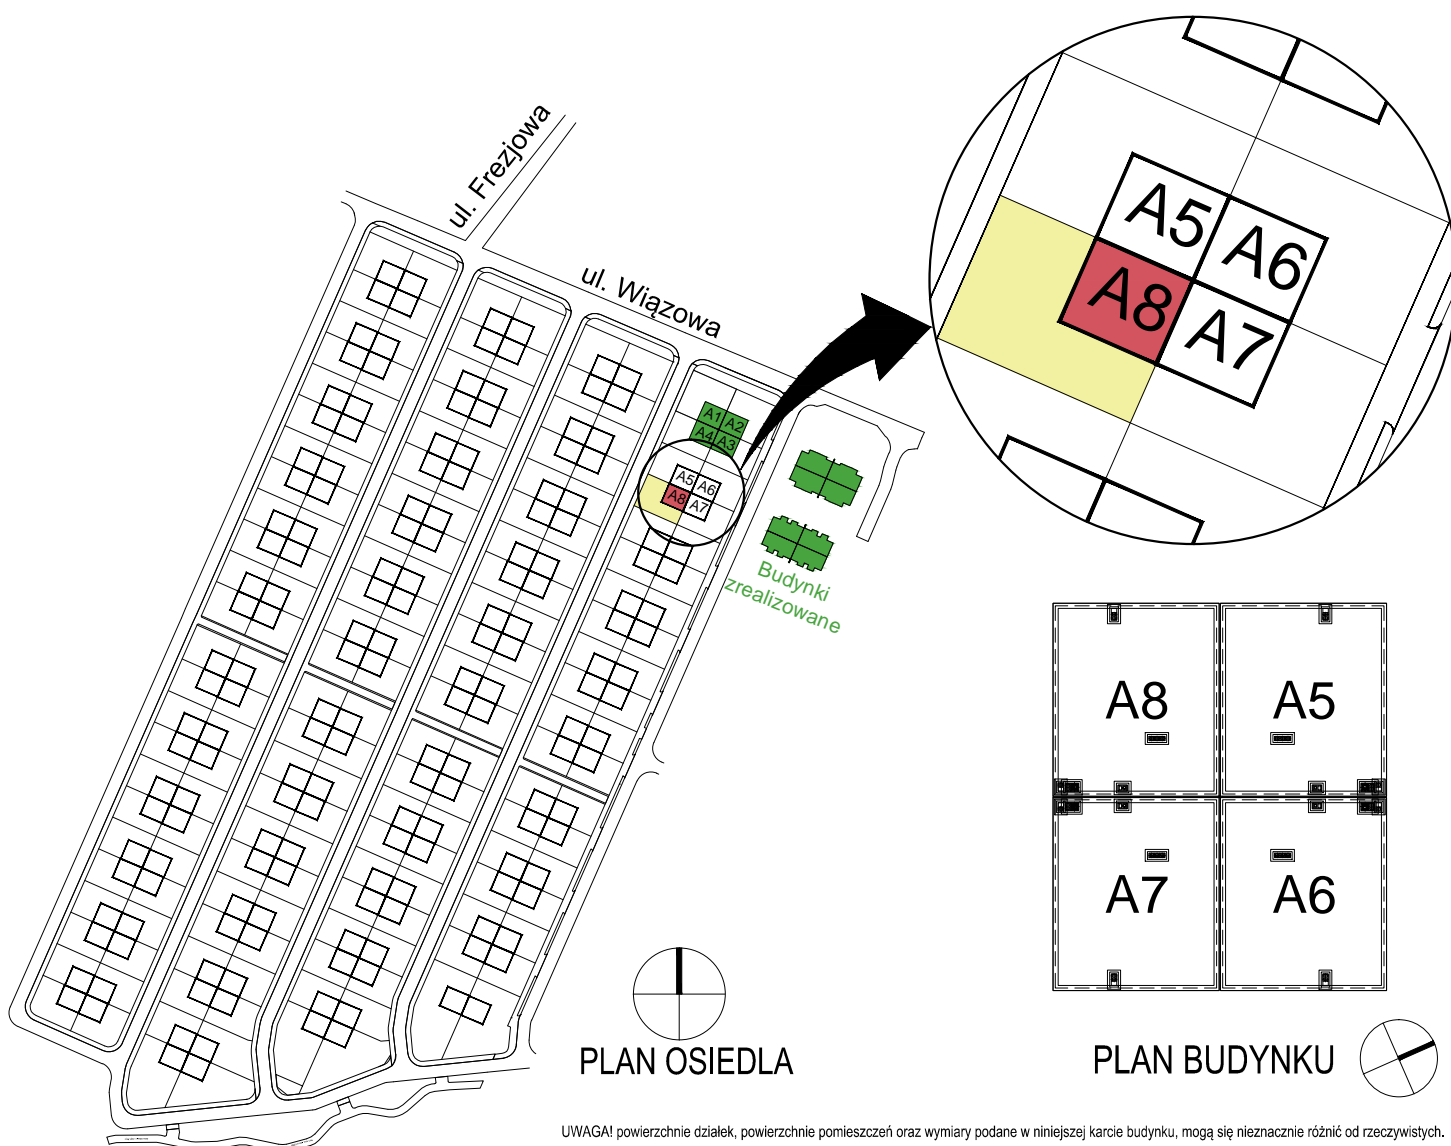 ul. Frezjowa
ul. Wiązowa
A5 A6
A8 A7
A1 A2
A4 A3
A5 A6
A8 A7
Budynki
zrealizowane
A8 A5
A7 A6
PLAN OSIEDLA
PLAN BUDYNKU
UWAGA! powierzchnie działek, powierzchnie pomieszczeń oraz wymiary podane w niniejszej karcie budynku, mogą się nieznacznie różnić od rzeczywistych.